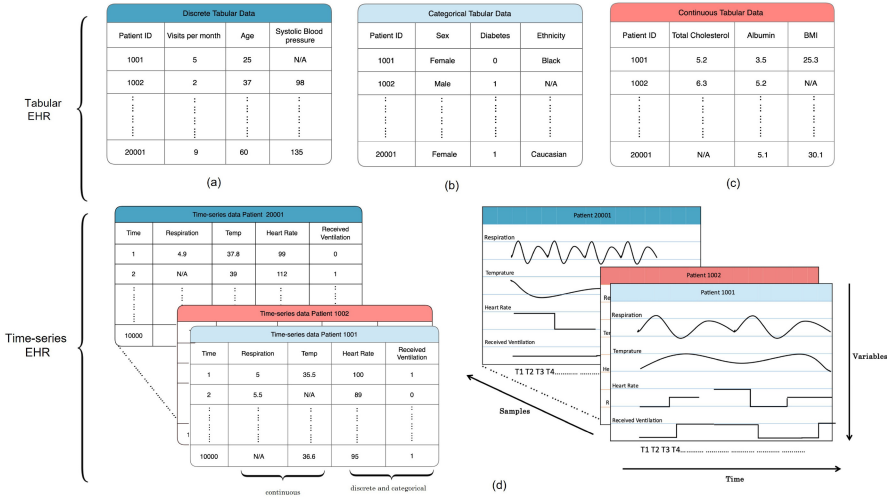 Tabular
EHR
Discrete Tabular Data
Patient ID Visits per month Age Systolic Blood pressure
1001 5 25 N/A
1002 2 37 98
20001 9 60 135
(a)
Categorical Tabular Data
Patient ID Sex Diabetes Ethnicity
1001 Female 0 Black
1002 Male 1 N/A
20001 Female 1 Caucasian
(b)
Continuous Tabular Data
Patient ID Total Cholesterol Albumin BMI
1001 5.2 3.5 25.3
1002 6.3 5.2 N/A
20001 N/A 5.1 30.1
(c)
Time-series
EHR
Time-series data Patient 20001
Time Respiration Temp Heart Rate Received Ventilation
1 4.9 37.8 99 0
2 N/A 39 112 1
10000
Time-series data Patient 1002
1
Time-series data Patient 1001
Time Respiration Temp Heart Rate Received Ventilation
1 5 35.5 100 1
2 5.5 N/A 89 0
10000 N/A 36.6 95 1
continuous
discrete and categorical
Patient 20001
Respiration
Temprature
Heart Rate
Received Ventilation
T1 T2 T3 T4
Patient 1002
Re
Te
He
R
Patient 1001
Respiration
Temprature
Heart Rate
Received Ventilation
T1 T2 T3 T4
Samples
Variables
Time
(d)